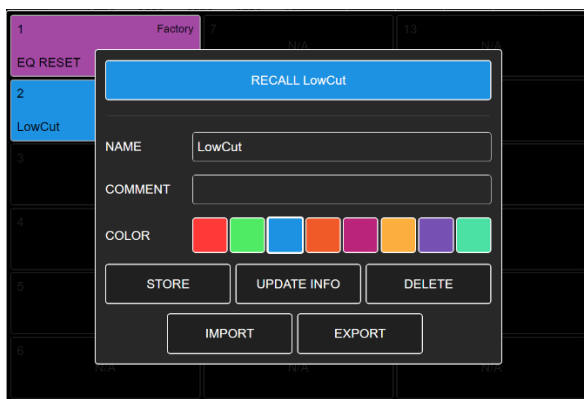 1 Factory 7 13
N/A N/A
EQ RESET
RECALL LowCut
2
LowCut
NAME LowCut
3
COMMENT
4
COLOR
5
STORE UPDATE INFO DELETE
IMPORT EXPORT
6
N/A N/A N/A